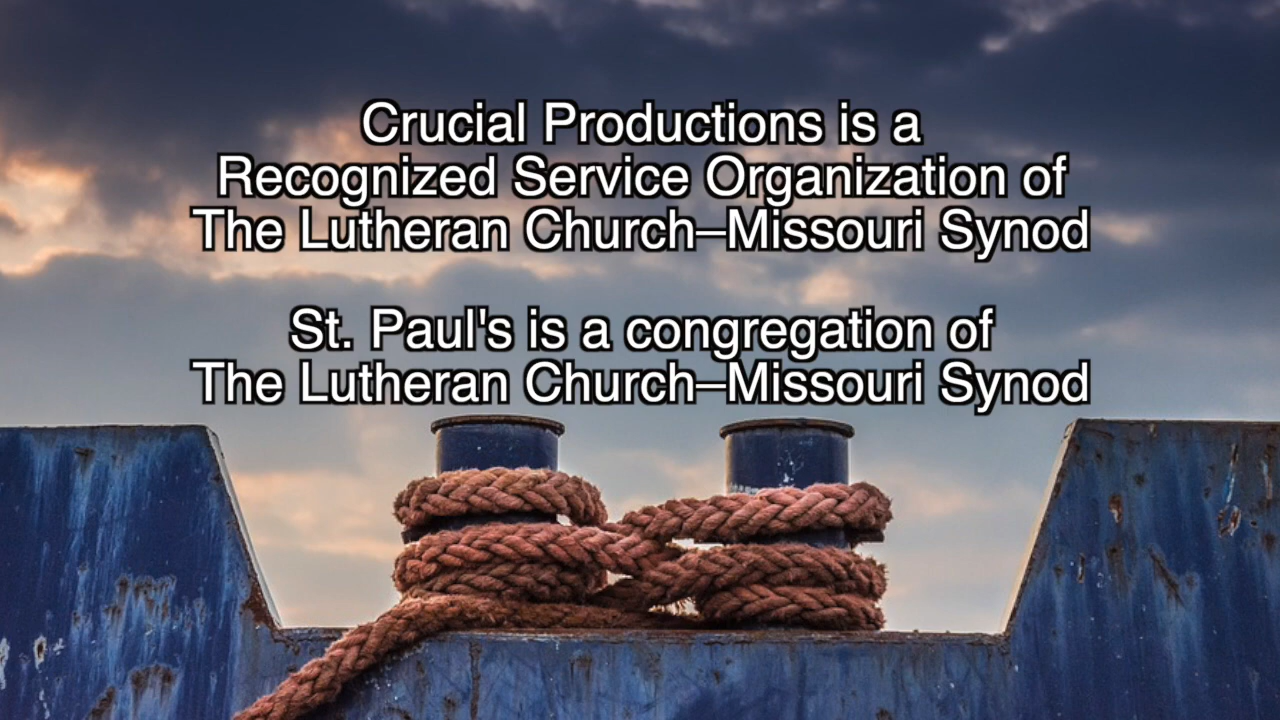 Crucial Productions is a
Recognized Service Organization of
The Lutheran Church–Missouri Synod
St. Paul's is a congregation of
The Lutheran Church–Missouri Synod